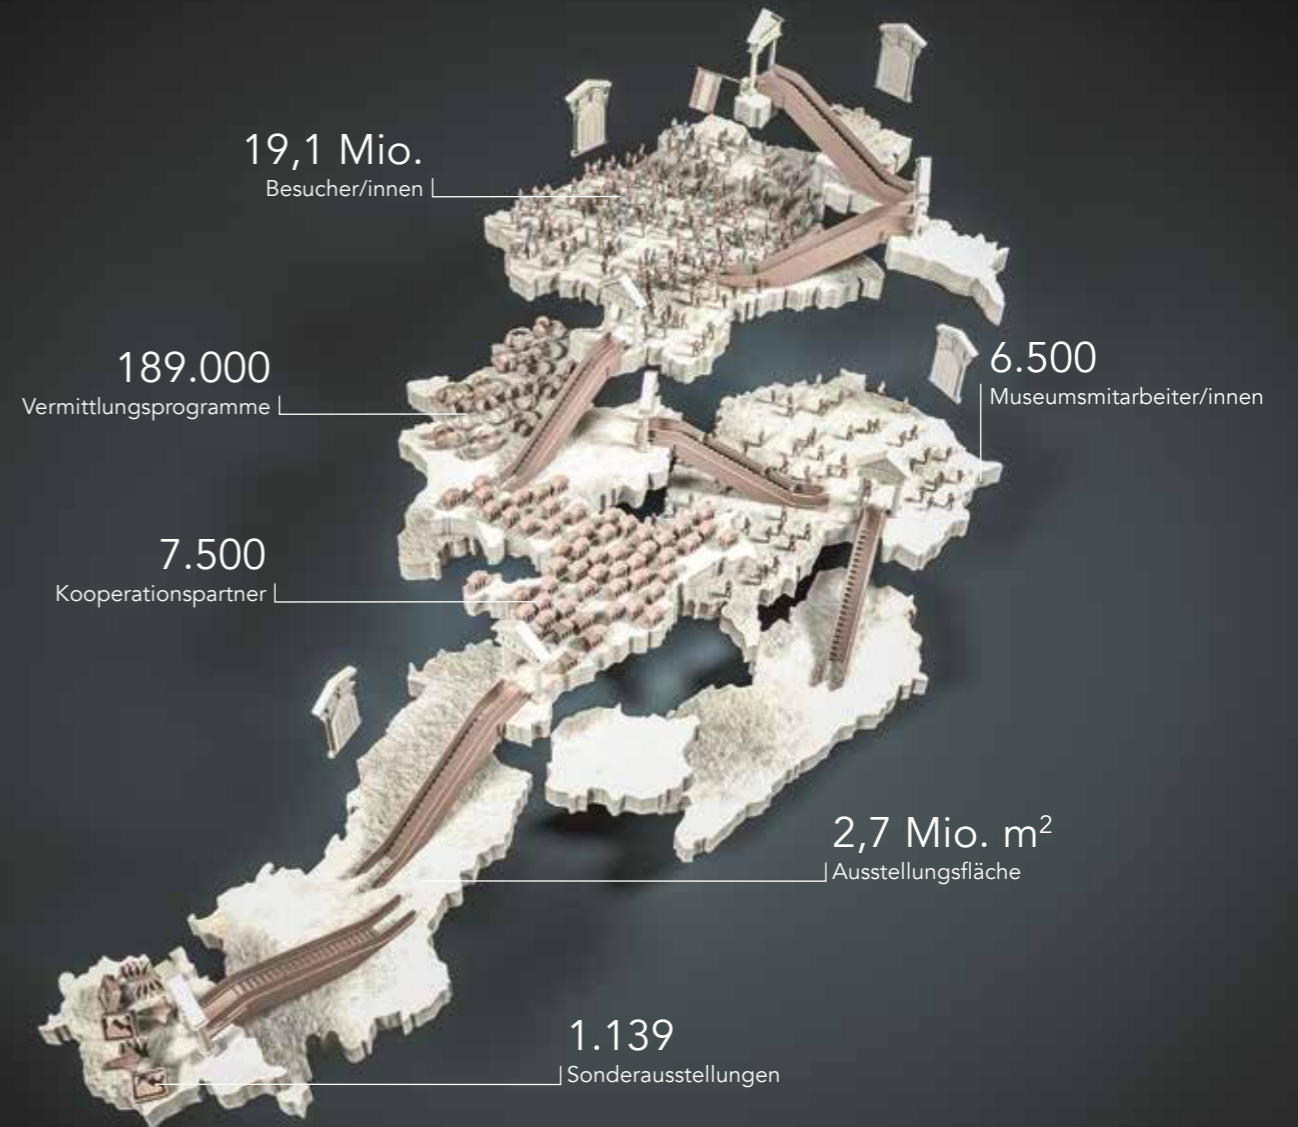 19,1 Mio.
Besucher/innen
189.000
Vermittlungsprogramme
6.500
Museumsmitarbeiter/innen
7.500
Kooperationspartner
2,7 Mio. m²
Ausstellungsfläche
1.139
Sonderausstellungen